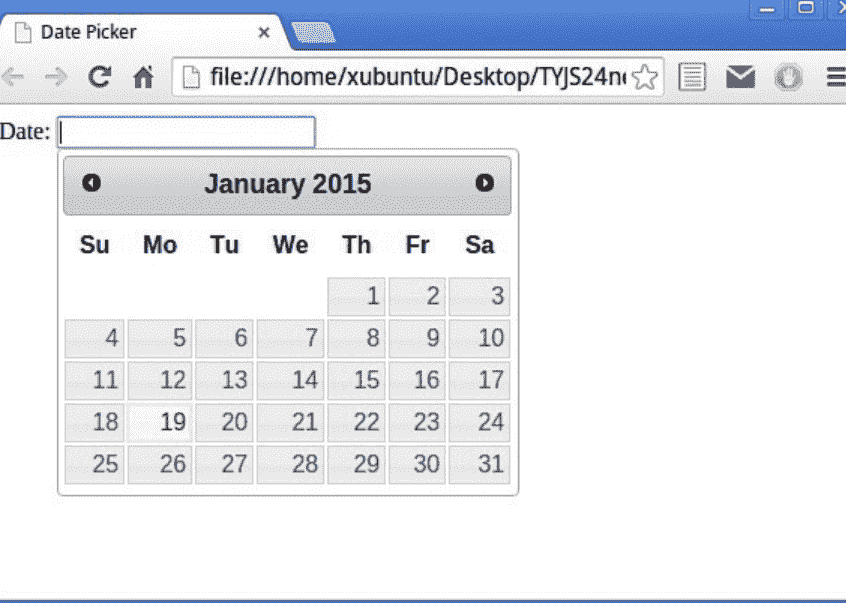 Date Picker
file:///home/xubuntu/Desktop/TYJS24n
Date:
January 2015
Su Mo Tu We Th Fr Sa
1 2 3
4 5 6 7 8 9 10
11 12 13 14 15 16 17
18 19 20 21 22 23 24
25 26 27 28 29 30 31